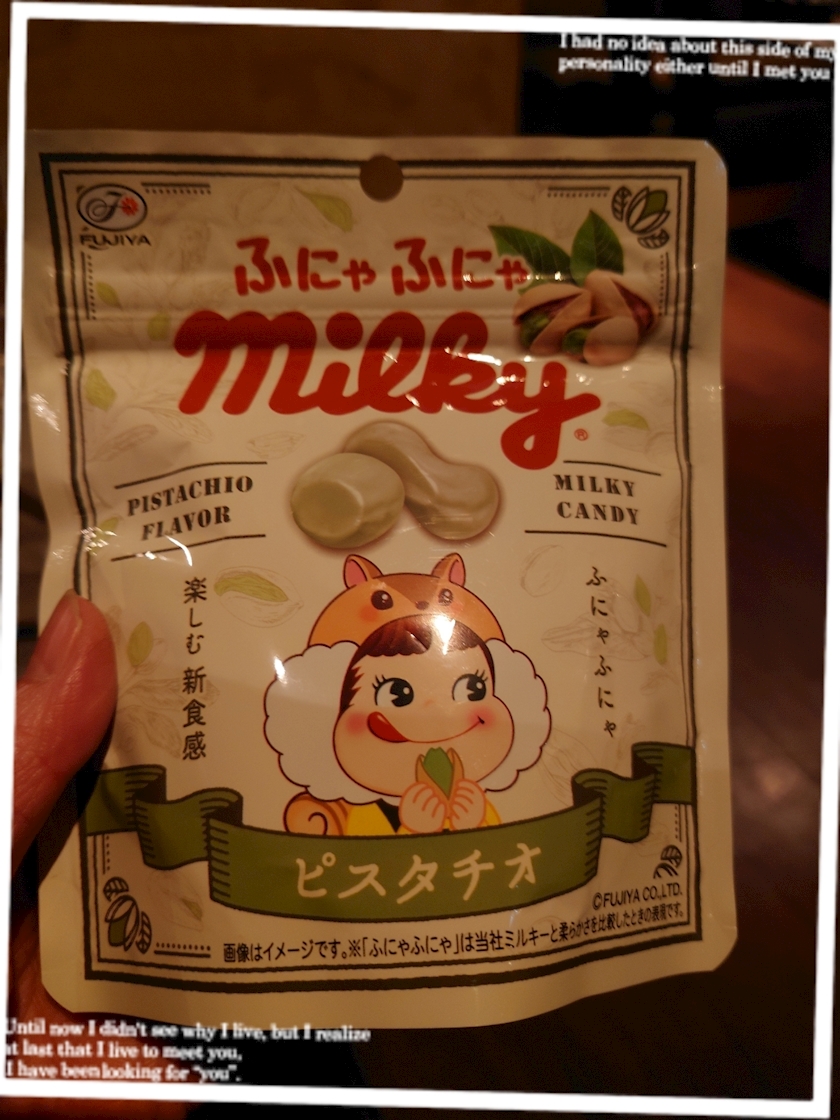 I had no idea about this side of my
personality either until I met you
FUJIYA
ふにゃ ふにゃ
milky®
PISTACHIO
FLAVOR
MILKY
CANDY
楽しむ 新食感
ふにゃふにゃ
ピスタチオ
©FUJIYA CO.,LTD.
画像はイメージです。※「ふにゃふにゃ」は当社ミルキーと柔らかさを比較したときの表現です。
Until now I didn't see why I live, but I realize
at last that I live to meet you,
I have been looking for "you".